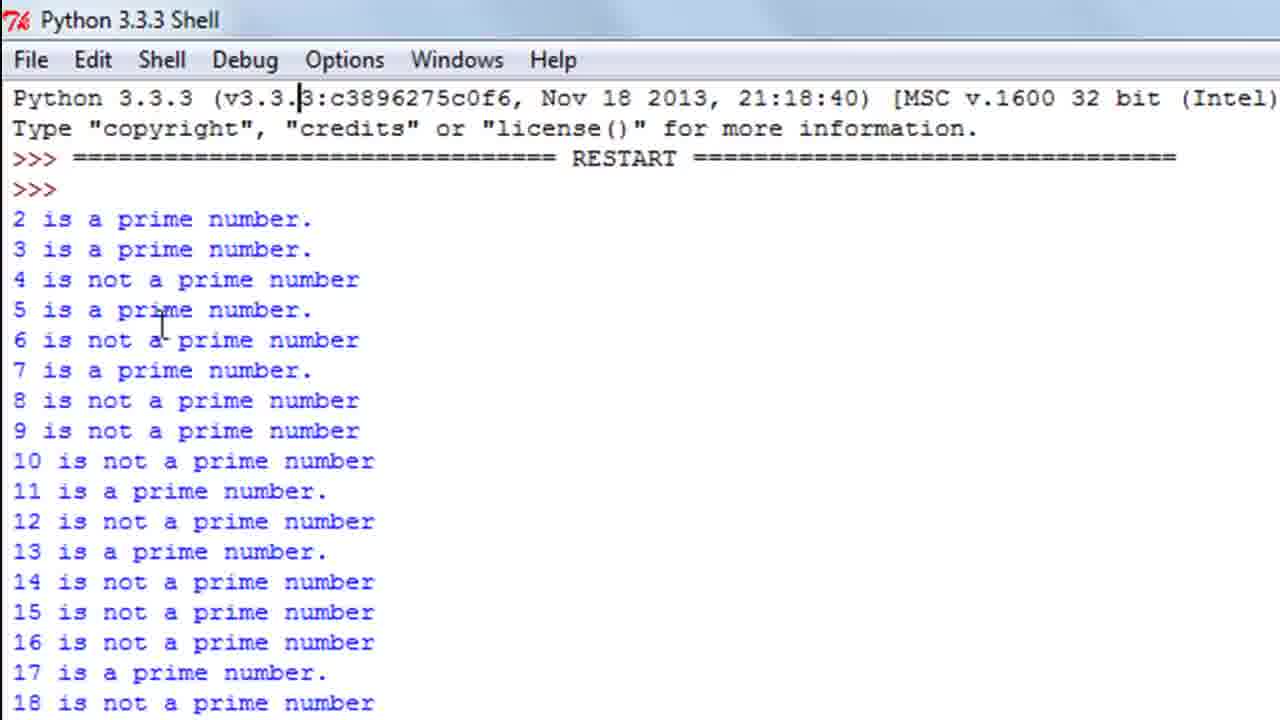 Python 3.3.3 Shell
File Edit Shell Debug Options Windows Help
Python 3.3.3 (v3.3.3:c3896275c0f6, Nov 18 2013, 21:18:40) [MSC v.1600 32 bit (Intel)
Type "copyright", "credits" or "license()" for more information.
>>> ================================ RESTART ================================
>>>
2 is a prime number.
3 is a prime number.
4 is not a prime number
5 is a prime number.
6 is not a prime number
7 is a prime number.
8 is not a prime number
9 is not a prime number
10 is not a prime number
11 is a prime number.
12 is not a prime number
13 is a prime number.
14 is not a prime number
15 is not a prime number
16 is not a prime number
17 is a prime number.
18 is not a prime number